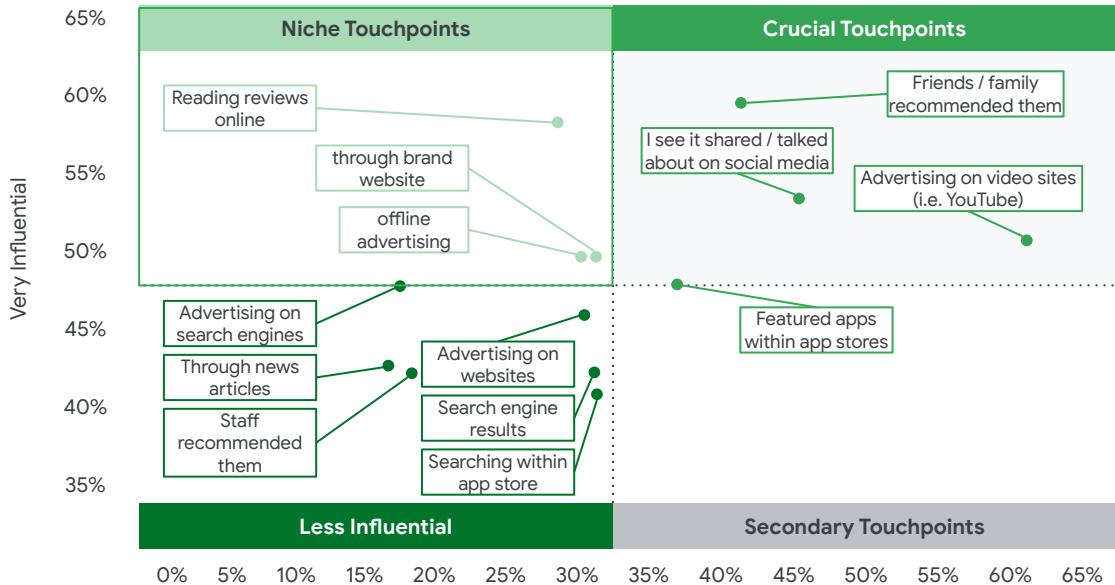 65%
Niche Touchpoints
Crucial Touchpoints
60%
Reading reviews
online
Friends / family
recommended them
55%
through brand
website
I see it shared / talked
about on social media
Advertising on video sites
(i.e. YouTube)
offline
advertising
50%
Very Influential
Advertising on
search engines
45%
Featured apps
within app stores
Through news
articles
Advertising on
websites
40%
Staff
recommended
them
Search engine
results
Searching within
app store
35%
Less Influential
Secondary Touchpoints
0%
5%
10%
15%
20%
25%
30%
35%
40%
45%
50%
55%
60%
65%